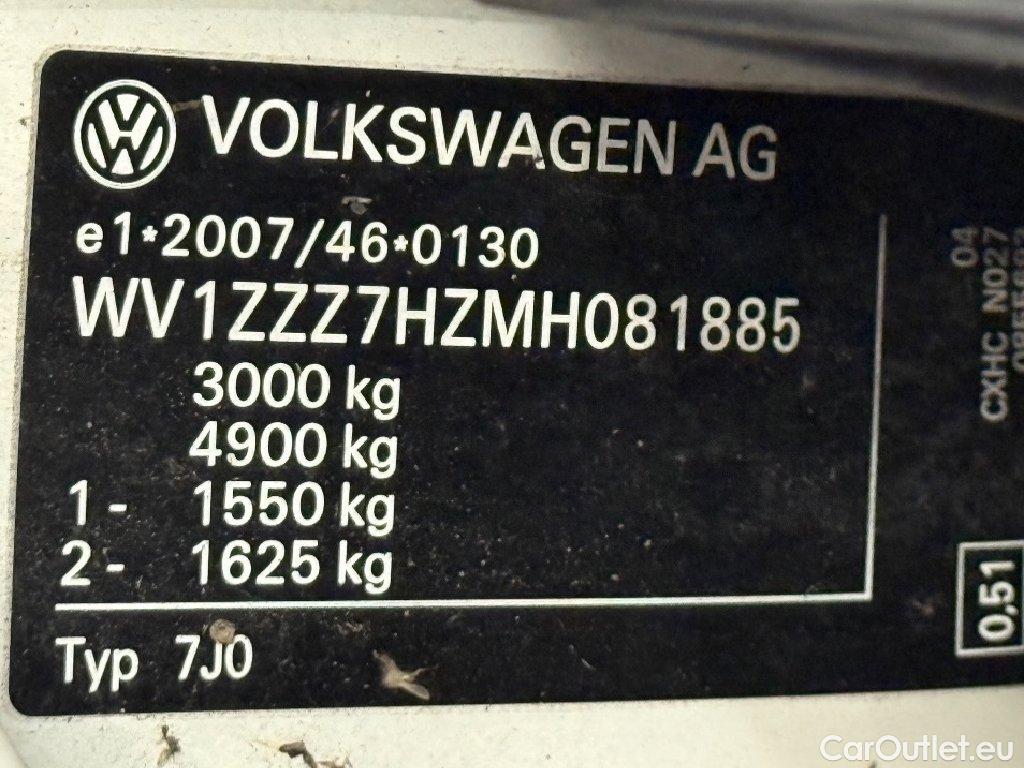 VOLKSWAGEN AG
e1*2007/46*0130
WV1ZZZ7HZMH081885
3000 kg
4900 kg
1- 1550 kg
2- 1625 kg
Typ 7J0
04
CXHC N027
0,51
CarOutlet.eu